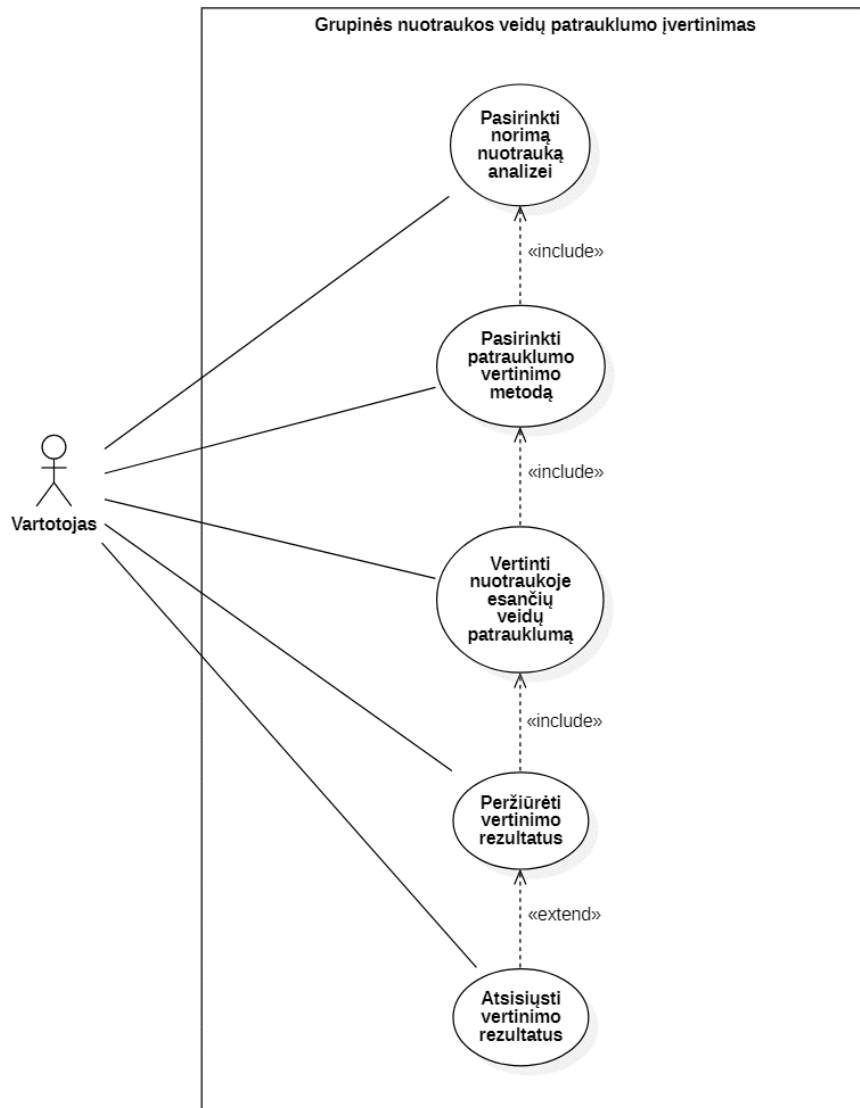 Grupinės nuotraukos veidų patrauklumo įvertinimas
Pasirinkti
norimą
nuotrauką
analizei
«include»
Pasirinkti
patrauklumo
vertinimo
metodą
«include»
Vartotojas
Vertinti
nuotraukoje
esančių
veidų
patrauklumą
«include»
Peržiūrėti
vertinimo
rezultatus
«extend»
Atsisiųsti
vertinimo
rezultatus